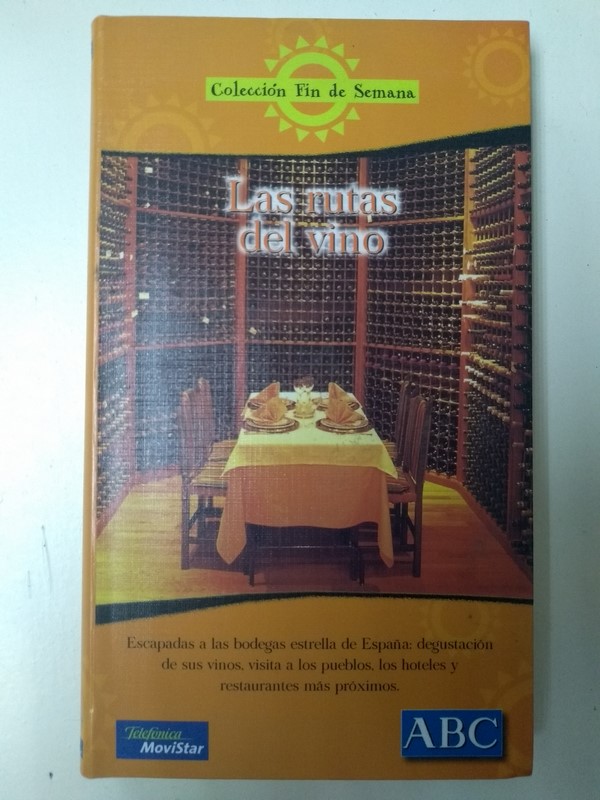 Colección Fin de Semana
Las rutas
del vino
Escapadas a las bodegas estrella de España: degustación
de sus vinos, visita a los pueblos, los hoteles y
restaurantes más próximos.
Telefónica
MoviStar
ABC